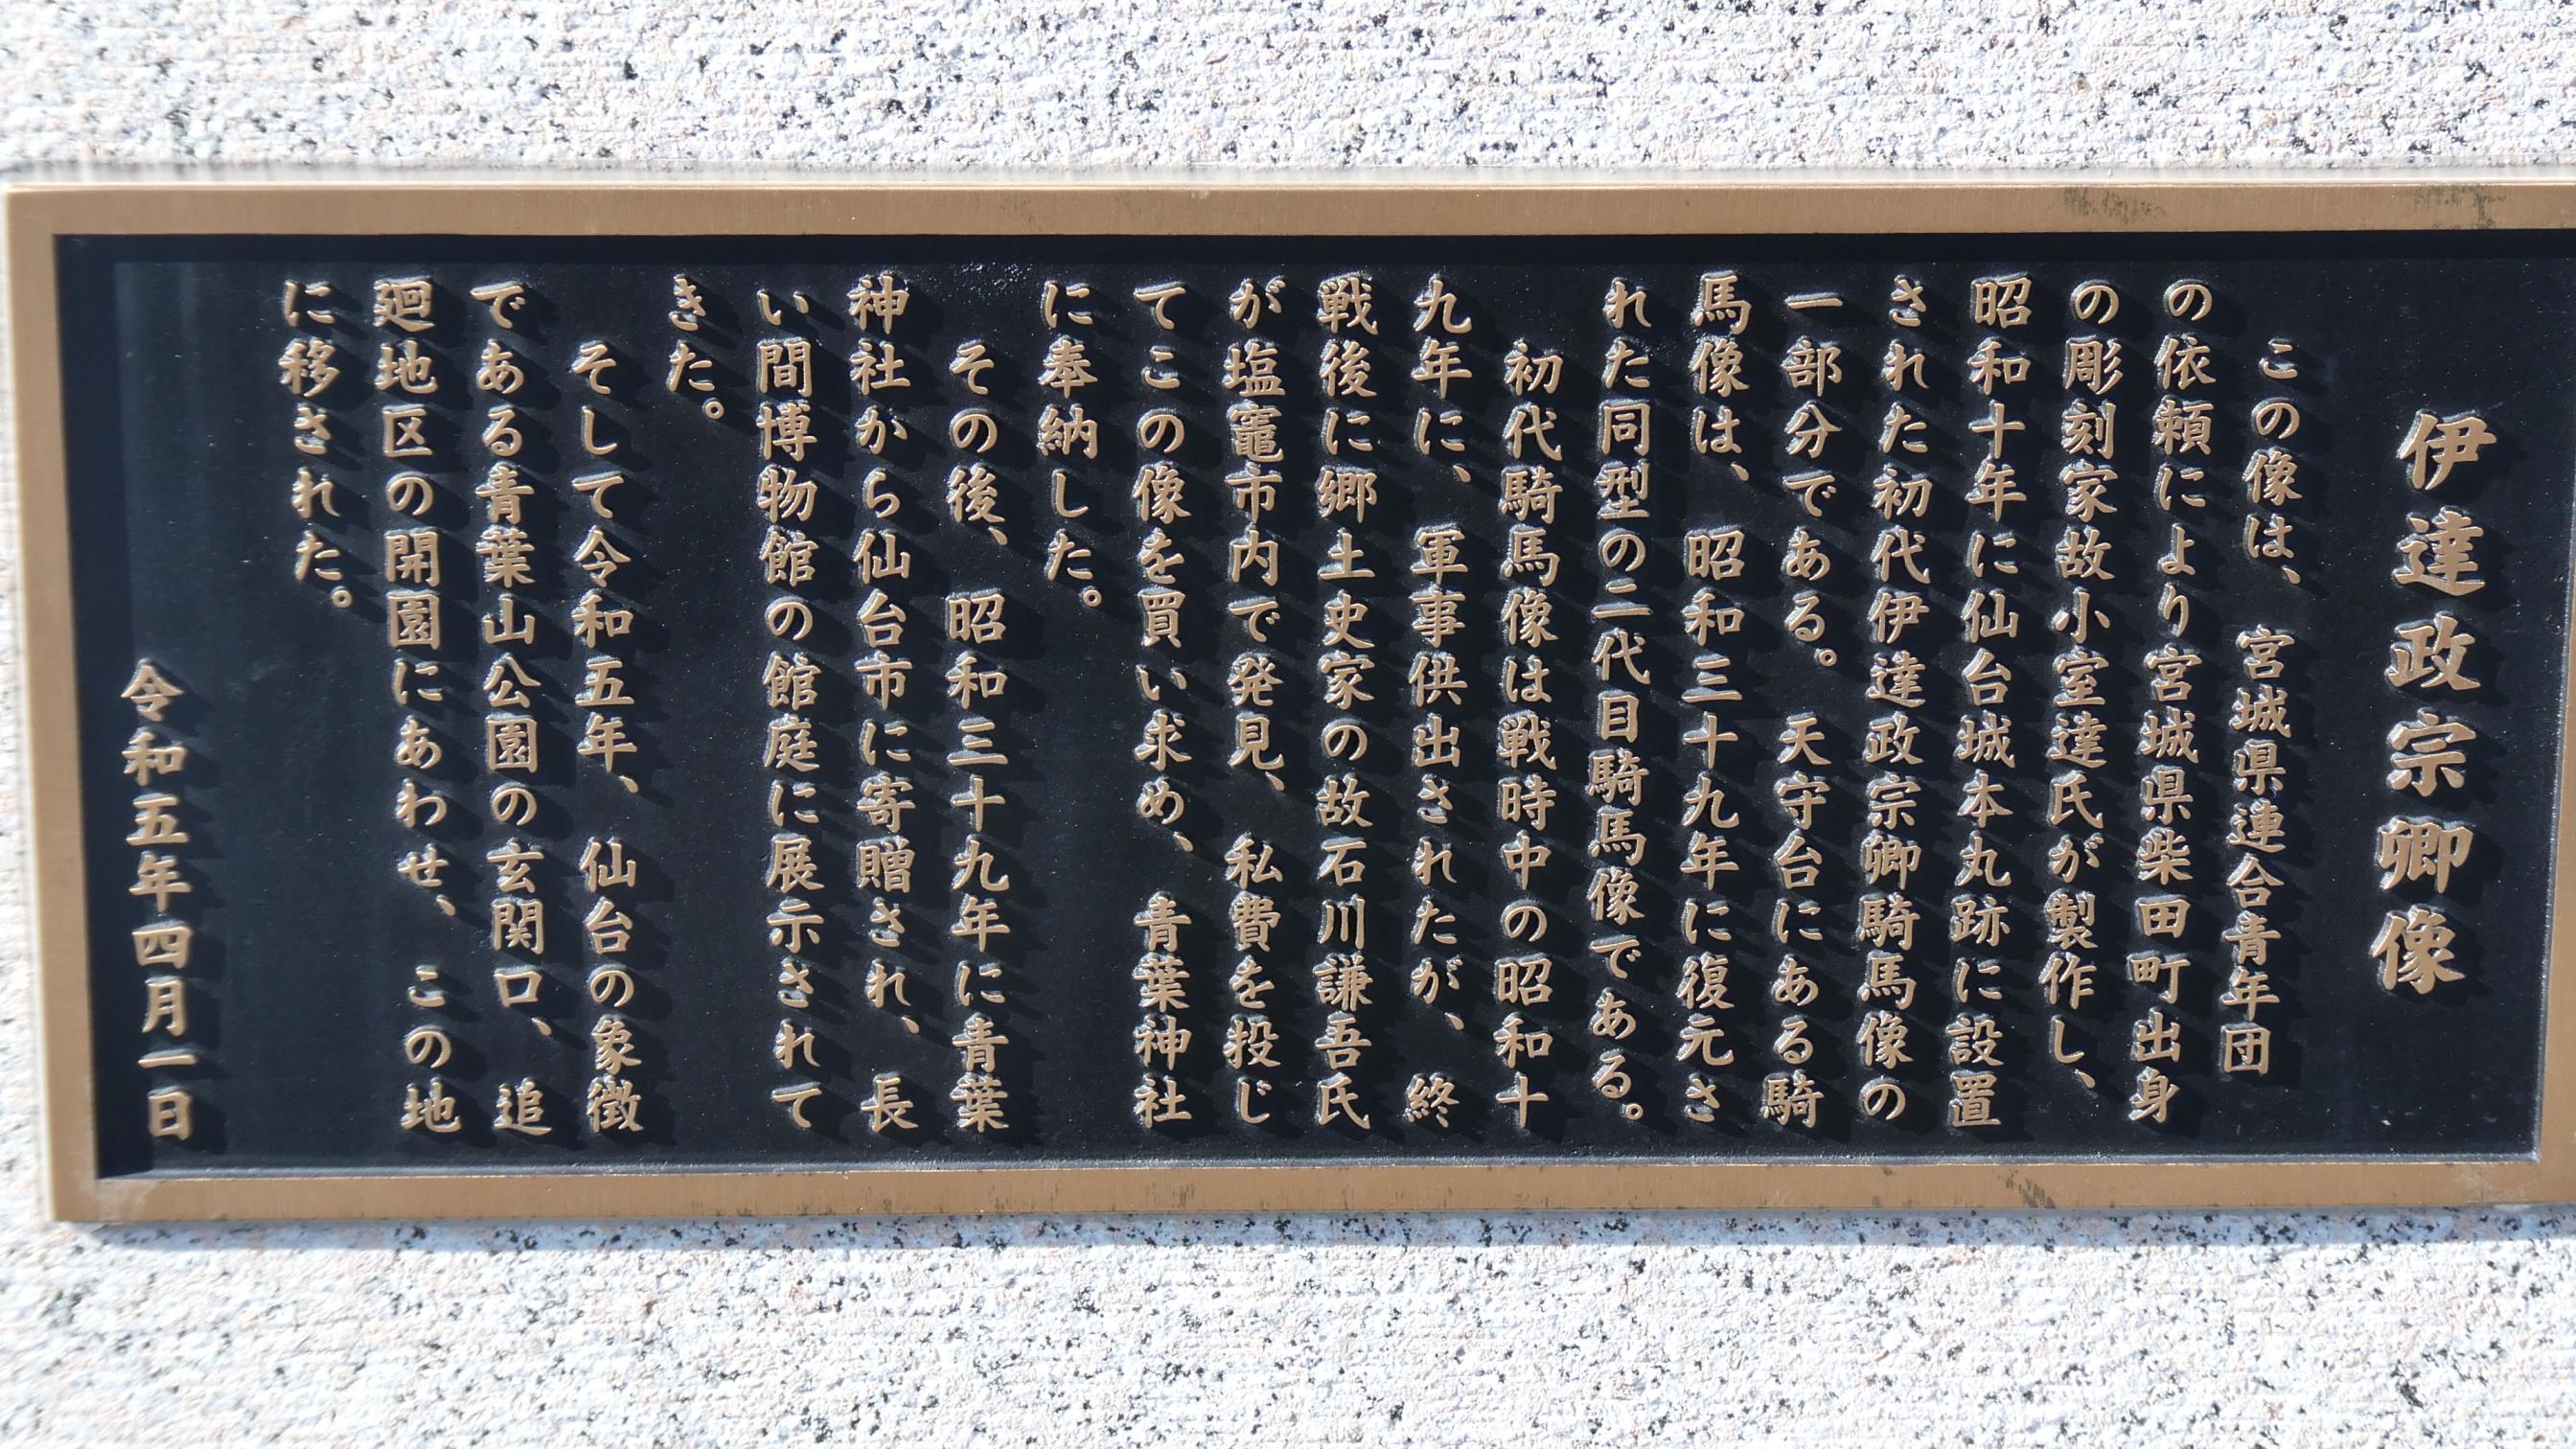 伊達政宗卿像
この像は、宮城県連合青年団
の依頼により宮城県柴田町出身
の彫刻家故小室達氏が製作し、
昭和十年に仙台城本丸跡に設置
された初代伊達政宗卿騎馬像の
一部分である。天守台にある騎
馬像は、昭和三十九年に復元さ
れた同型の二代目騎馬像である。
初代騎馬像は戦時中の昭和十
九年に、軍事供出されたが、終
戦後に郷土史家の故石川謙吾氏
が塩竈市内で発見、私費を投じ
てこの像を買い求め、青葉神社
に奉納した。
その後、昭和三十九年に青葉
神社から仙台市に寄贈され、長
い間博物館の館庭に展示されて
きた。
そして令和五年、仙台の象徴
である青葉山公園の玄関口、追
廻地区の開園にあわせ、この地
に移された。
令和五年四月一日